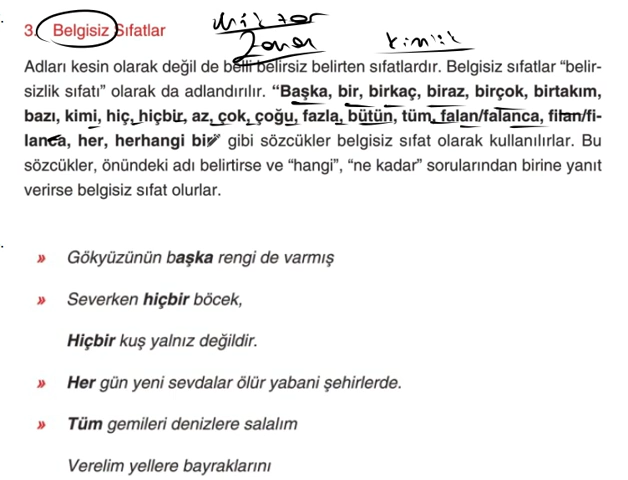 miktar
Zaman kimlik
3. Belgisiz Sıfatlar
Adları kesin olarak değil de belli belirsiz belirten sıfatlardır. Belgisiz sıfatlar “belir-
sizlik sıfatı” olarak da adlandırılır. “Başka, bir, birkaç, biraz, birçok, birtakım,
bazı, kimi, hiç, hiçbir, az, çok, çoğu, fazla, bütün, tüm, falan/falanca, filan/fi-
lanca, her, herhangi bir” gibi sözcükler belgisiz sıfat olarak kullanılırlar. Bu
sözcükler, önündeki adı belirtirse ve “hangi”, “ne kadar” sorularından birine yanıt
verirse belgisiz sıfat olurlar.
» Gökyüzünün başka rengi de varmış
» Severken hiçbir böcek,
Hiçbir kuş yalnız değildir.
» Her gün yeni sevdalar ölür yabani şehirlerde.
» Tüm gemileri denizlere salalım
Verelim yellere bayraklarını